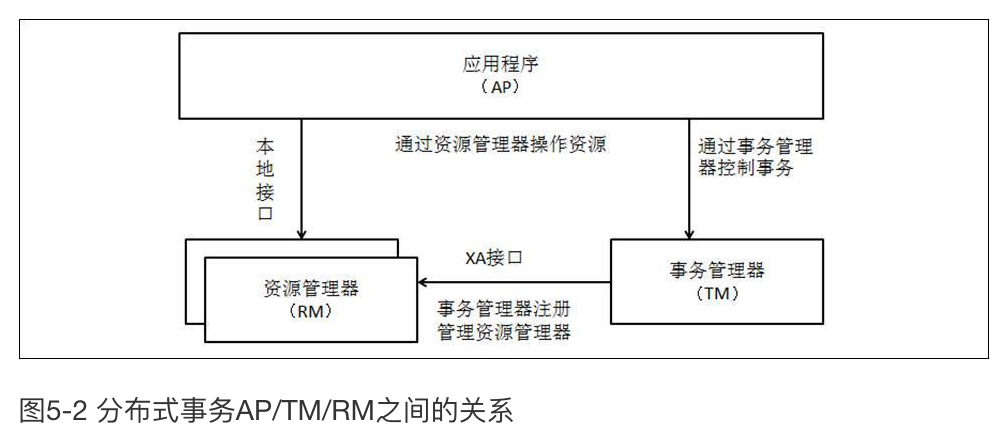 应用程序
（AP）
本
地
接
口
通过资源管理器操作资源
通过事务管理
器控制事务
XA接口
资源管理器
（RM）
事务管理器
（TM）
事务管理器注册
管理资源管理器
图5-2 分布式事务AP/TM/RM之间的关系